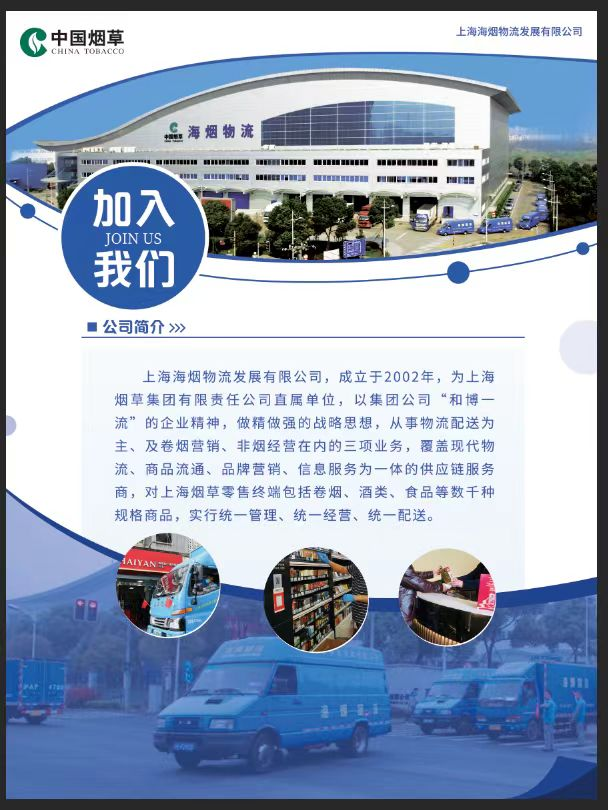 中国烟草
CHINA TOBACCO
上海海烟物流发展有限公司
海烟物流
加入
JOIN US
我们
公司简介
上海海烟物流发展有限公司，成立于2002年，为上海
烟草集团有限责任公司直属单位，以集团公司“和博一
流”的企业精神，做精做强的战略思想，从事物流配送为
主、及卷烟营销、非烟经营在内的三项业务，覆盖现代物
流、商品流通、品牌营销、信息服务为一体的供应链服务
商，对上海烟草零售终端包括卷烟、酒类、食品等数千种
规格商品，实行统一管理、统一经营、统一配送。
HAIYAN
海烟物流